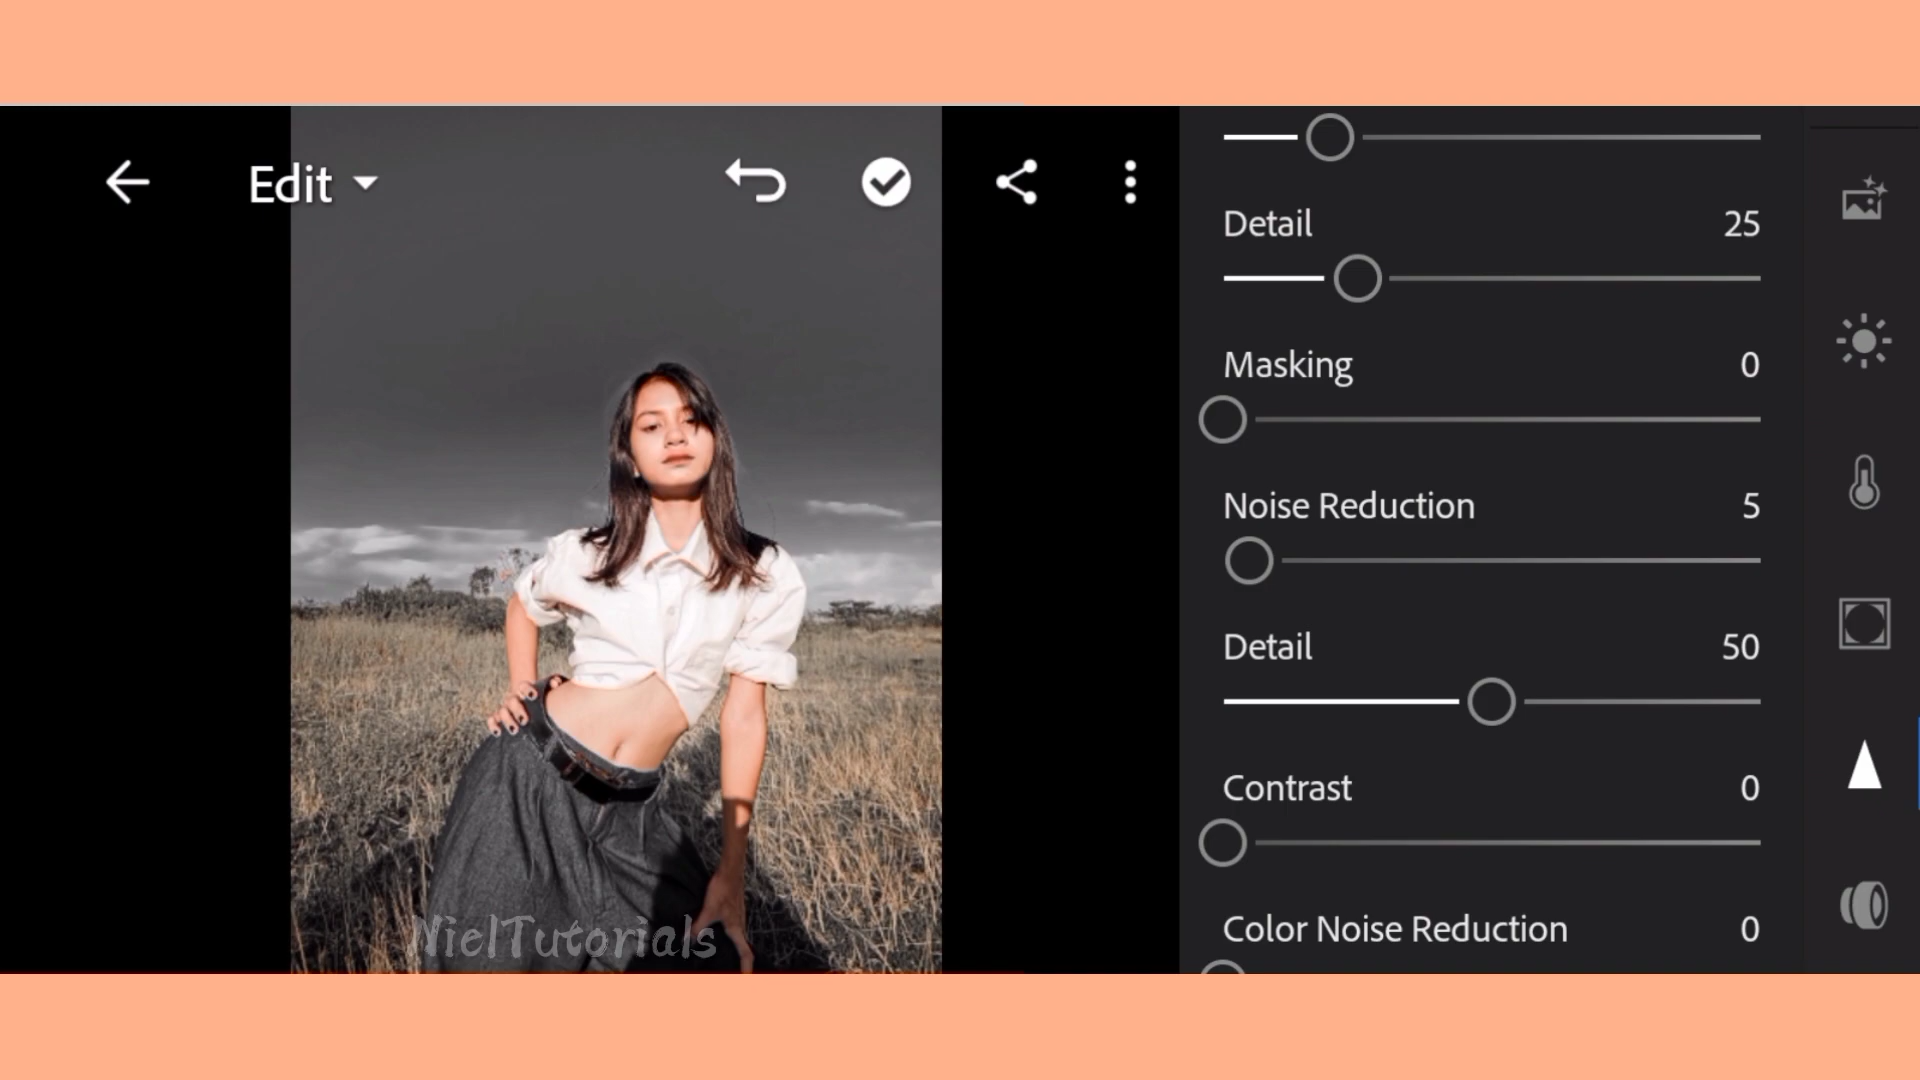 Edit
Detail 25
Masking 0
Noise Reduction 5
Detail 50
Contrast 0
Color Noise Reduction 0
NielTutorials